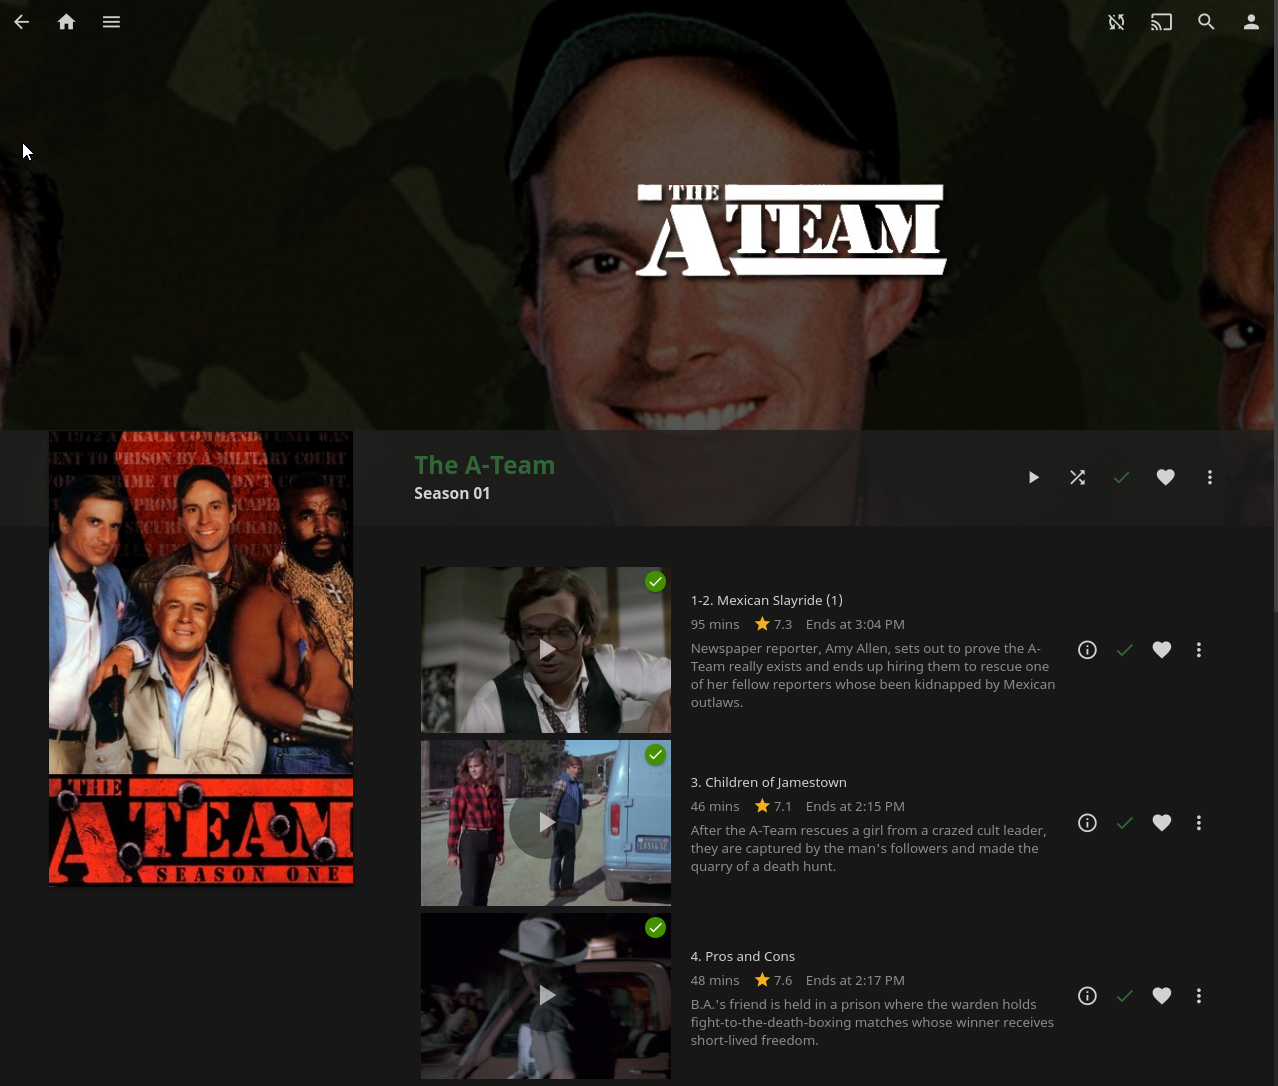 THE
A TEAM
N 1972 A CRACK COMMANDO UNIT WAS
ENT TO PRISON BY A MILITARY COURT
THE
A TEAM
SEASON ONE
The A-Team
Season 01
1-2. Mexican Slayride (1)
95 mins 7.3 Ends at 3:04 PM
Newspaper reporter, Amy Allen, sets out to prove the A-
Team really exists and ends up hiring them to rescue one
of her fellow reporters whose been kidnapped by Mexican
outlaws.
3. Children of Jamestown
46 mins 7.1 Ends at 2:15 PM
After the A-Team rescues a girl from a crazed cult leader,
they are captured by the man's followers and made the
quarry of a death hunt.
4. Pros and Cons
48 mins 7.6 Ends at 2:17 PM
B.A.'s friend is held in a prison where the warden holds
fight-to-the-death-boxing matches whose winner receives
short-lived freedom.